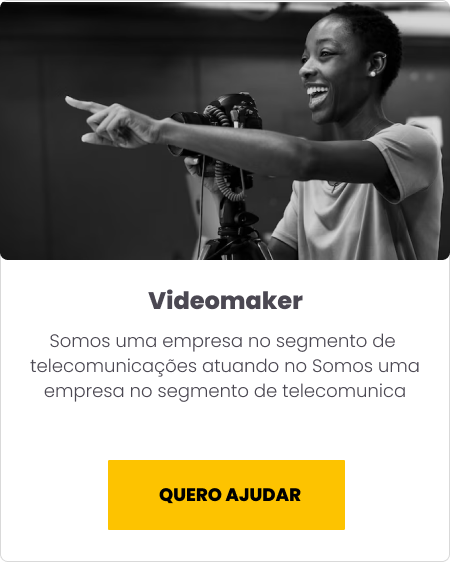 Videomaker
Somos uma empresa no segmento de
telecomunicações atuando no Somos uma
empresa no segmento de telecomunica
QUERO AJUDAR